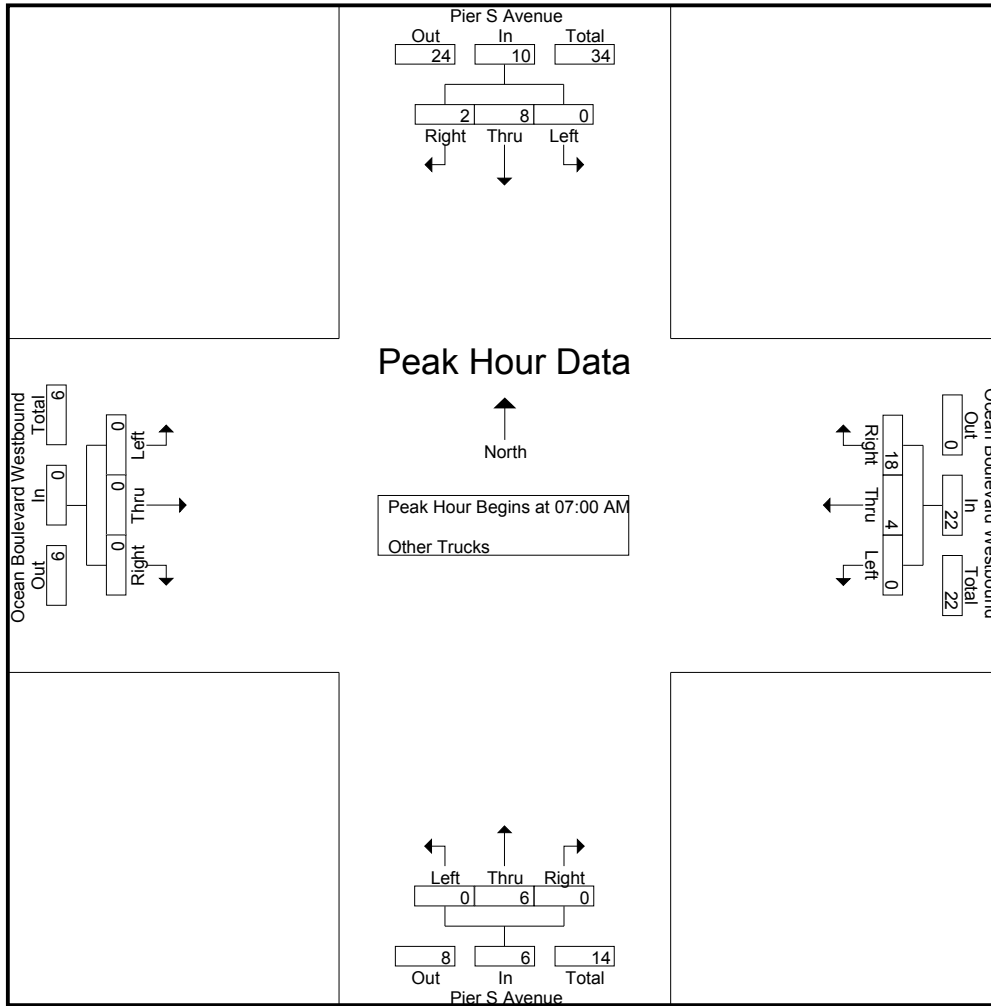 Pier S Avenue
Out In Total
24 10 34
2 8 0
Right Thru Left
Peak Hour Data
North
Peak Hour Begins at 07:00 AM
Other Trucks
Ocean Boulevard Westbound
Total In Out
6 0 6
0 0 0
Left Thru Right
Ocean Boulevard Westbound
Out In Total
0 22 22
18 4 0
Right Thru Left
Left Thru Right
0 6 0
8 6 14
Out In Total
Pier S Avenue